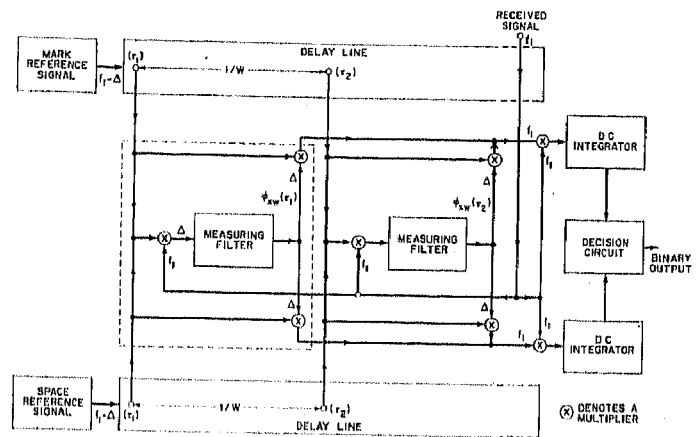 RECEIVED
SIGNAL
f₁
MARK
REFERENCE
SIGNAL
f₁-Δ
DELAY LINE
(τ₁)
1/W
(τ₂)
f₁
f₁
DC
INTEGRATOR
Δ
Δ
ϕxw(τ₁)
ϕxw(τ₂)
Δ
MEASURING
FILTER
MEASURING
FILTER
DECISION
CIRCUIT
BINARY
OUTPUT
f₁
f₁
Δ
Δ
f₁
f₁
DC
INTEGRATOR
SPACE
REFERENCE
SIGNAL
f₁-Δ
(τ₁)
1/W
(τ₂)
DELAY LINE
ⓧ DENOTES A
MULTIPLIER